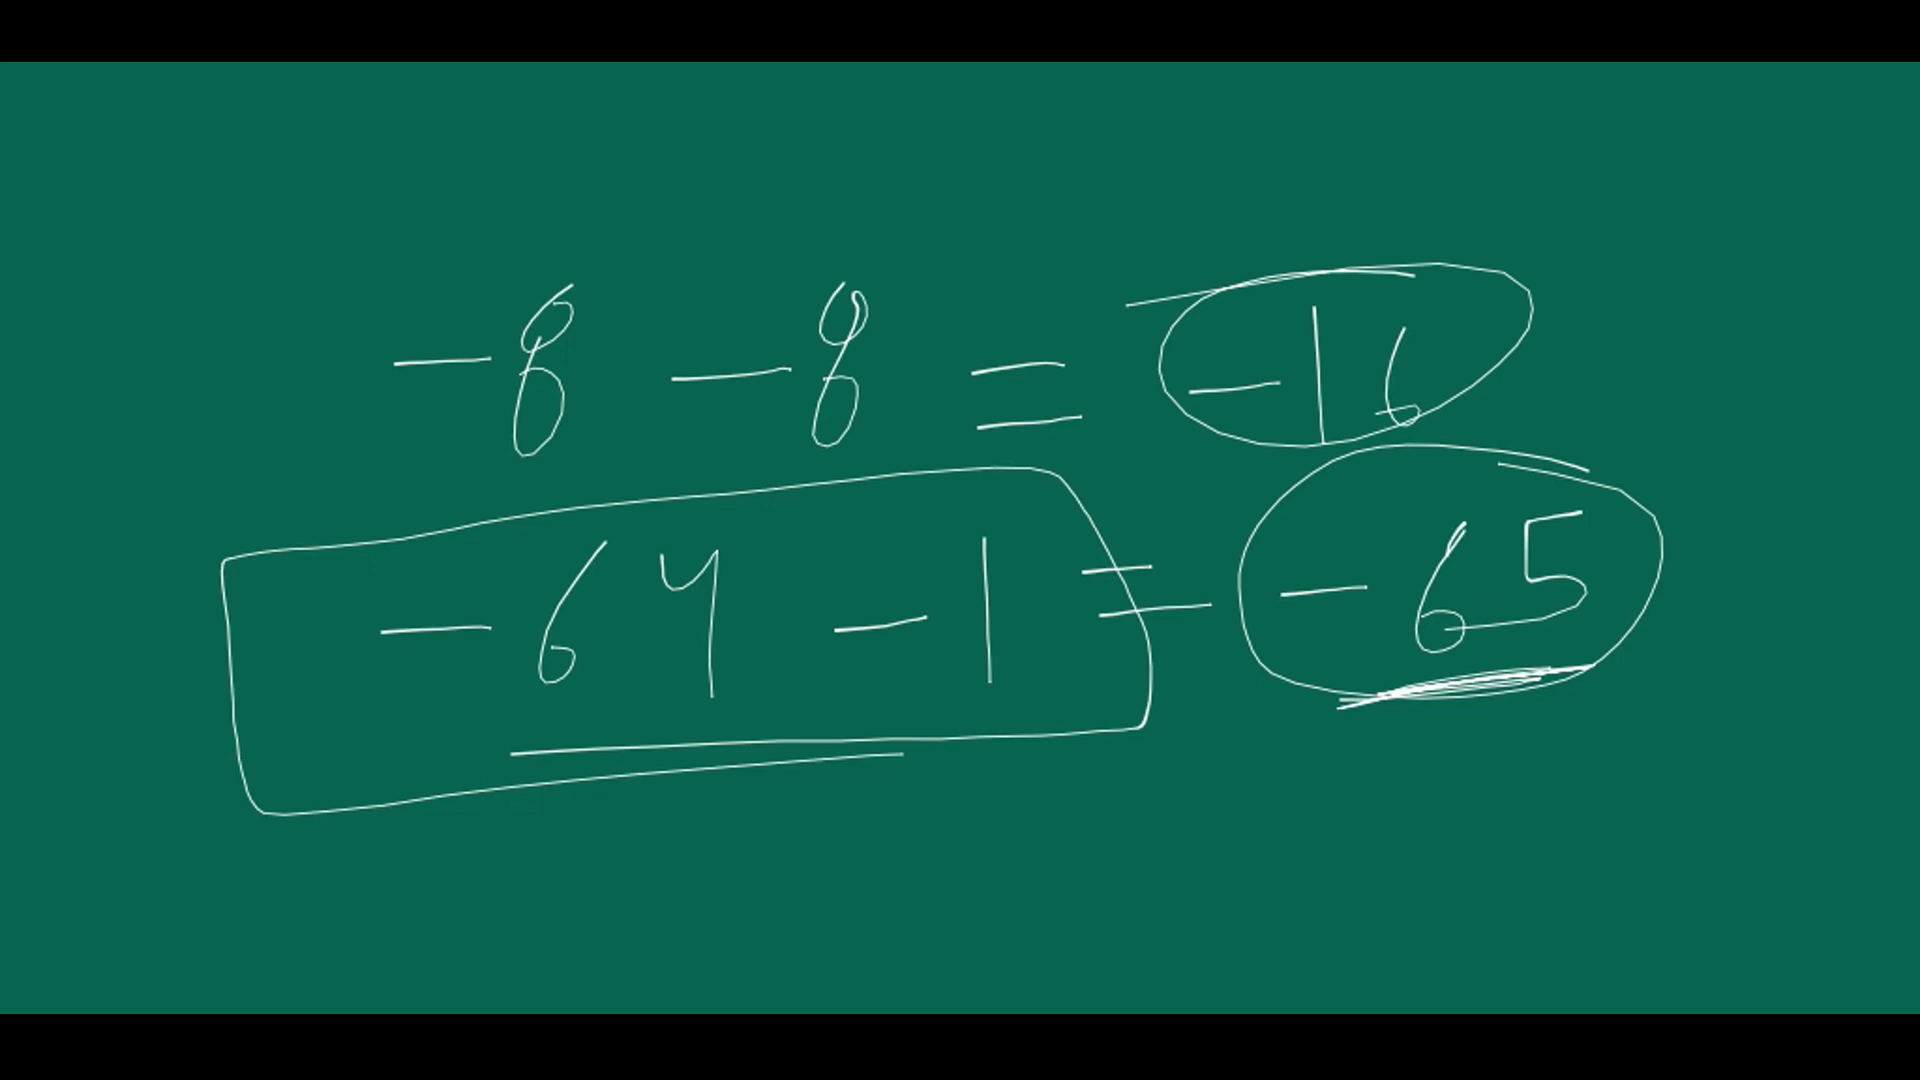 -8 - 8 = -16
-64 - 1 = -65